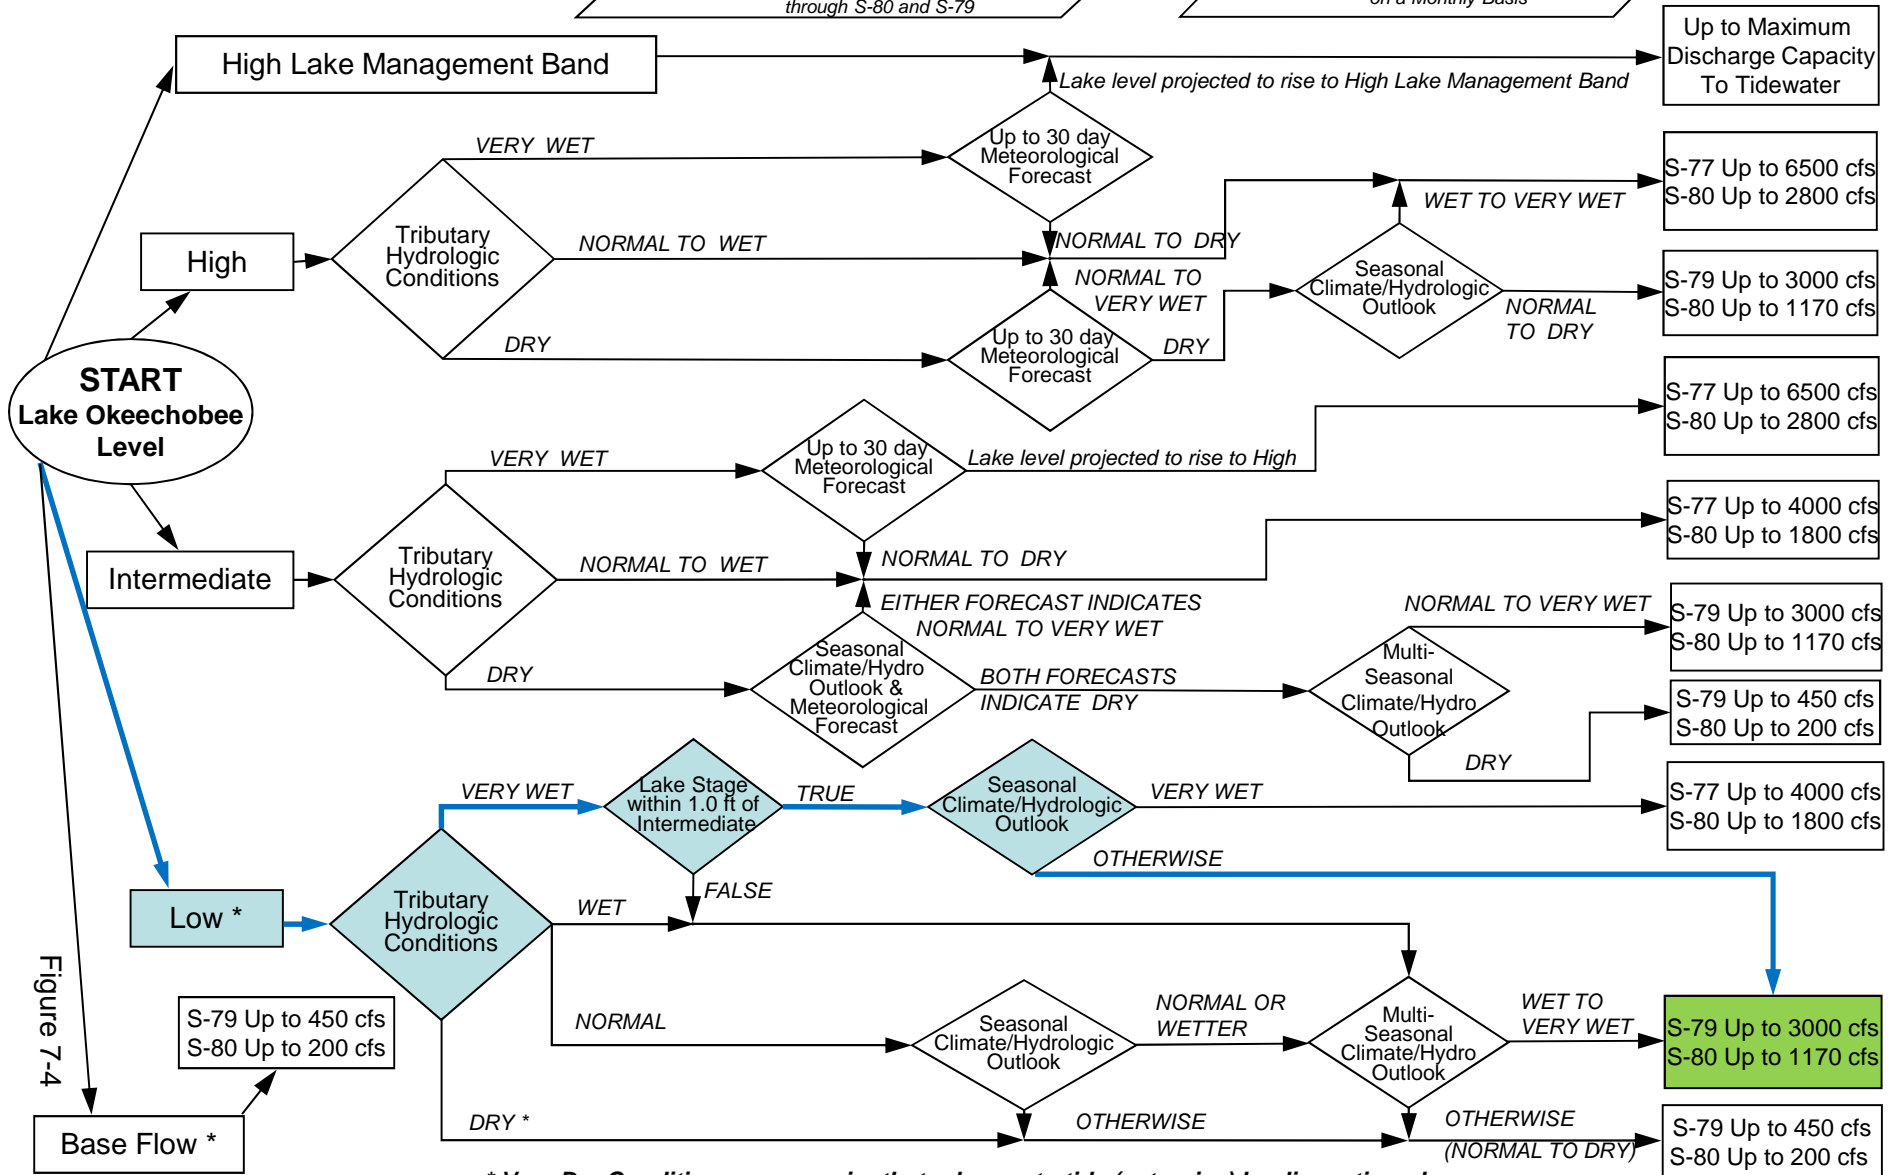 through S-80 and S-79
on a Monthly Basis
High Lake Management Band
Up to Maximum
Discharge Capacity
To Tidewater
Lake level projected to rise to High Lake Management Band
VERY WET
Up to 30 day
Meteorological
Forecast
S-77 Up to 6500 cfs
S-80 Up to 2800 cfs
WET TO VERY WET
High
Tributary
Hydrologic
Conditions
NORMAL TO WET
NORMAL TO DRY
NORMAL TO
VERY WET
Seasonal
Climate/Hydrologic
Outlook
NORMAL
TO DRY
S-79 Up to 3000 cfs
S-80 Up to 1170 cfs
DRY
Up to 30 day
Meteorological
Forecast
DRY
START
Lake Okeechobee
Level
S-77 Up to 6500 cfs
S-80 Up to 2800 cfs
VERY WET
Up to 30 day
Meteorological
Forecast
Lake level projected to rise to High
S-77 Up to 4000 cfs
S-80 Up to 1800 cfs
Intermediate
Tributary
Hydrologic
Conditions
NORMAL TO WET
NORMAL TO DRY
EITHER FORECAST INDICATES
NORMAL TO VERY WET
NORMAL TO VERY WET
S-79 Up to 3000 cfs
S-80 Up to 1170 cfs
DRY
Seasonal
Climate/Hydro
Outlook &
Meteorological
Forecast
BOTH FORECASTS
INDICATE DRY
Multi-
Seasonal
Climate/Hydro
Outlook
DRY
S-79 Up to 450 cfs
S-80 Up to 200 cfs
VERY WET
Lake Stage
within 1.0 ft of
Intermediate
TRUE
Seasonal
Climate/Hydrologic
Outlook
VERY WET
S-77 Up to 4000 cfs
S-80 Up to 1800 cfs
OTHERWISE
FALSE
Low *
Tributary
Hydrologic
Conditions
WET
NORMAL
Seasonal
Climate/Hydrologic
Outlook
NORMAL OR
WETTER
Multi-
Seasonal
Climate/Hydro
Outlook
WET TO
VERY WET
S-79 Up to 3000 cfs
S-80 Up to 1170 cfs
Figure 7-4
S-79 Up to 450 cfs
S-80 Up to 200 cfs
Base Flow *
DRY *
OTHERWISE
OTHERWISE
(NORMAL TO DRY)
S-79 Up to 450 cfs
S-80 Up to 200 cfs